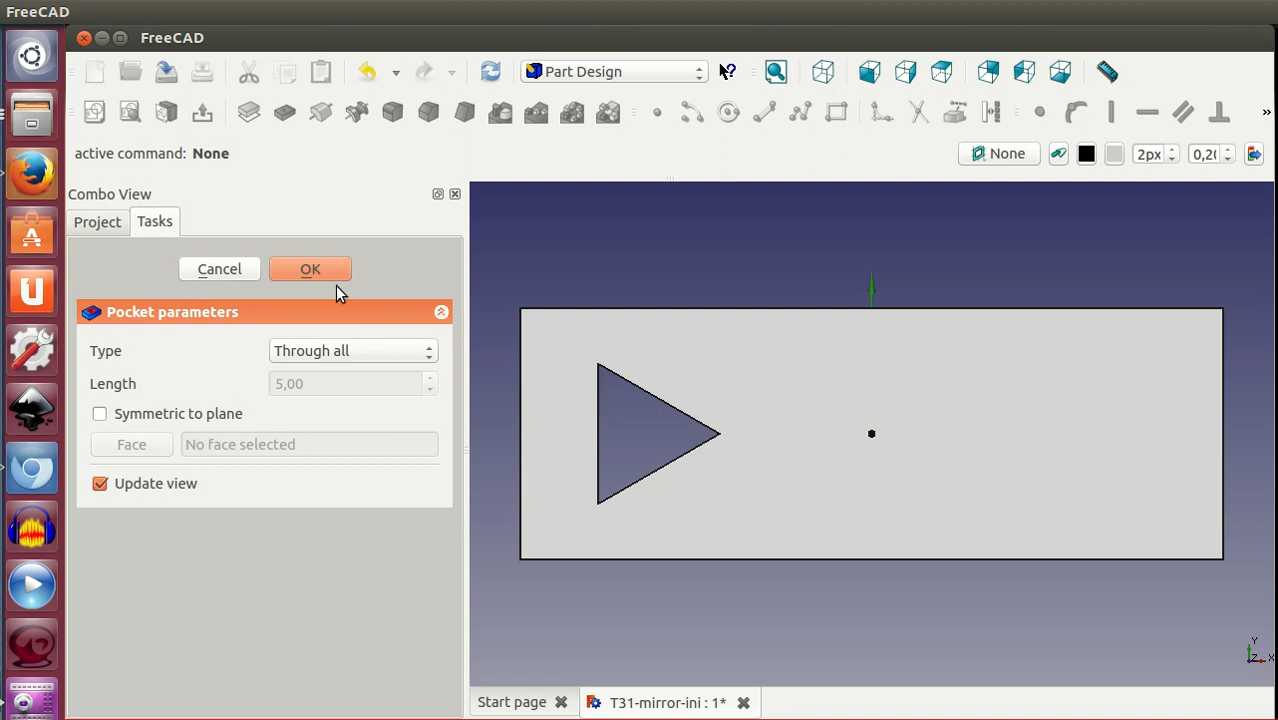 FreeCAD
FreeCAD
Part Design
active command: None
None
2px
0,2(
Combo View
Project
Tasks
Cancel
OK
Pocket parameters
Type
Through all
Length
5,00
Symmetric to plane
Face
No face selected
Update view
Y
Z
X
Start page
T31-mirror-ini : 1*